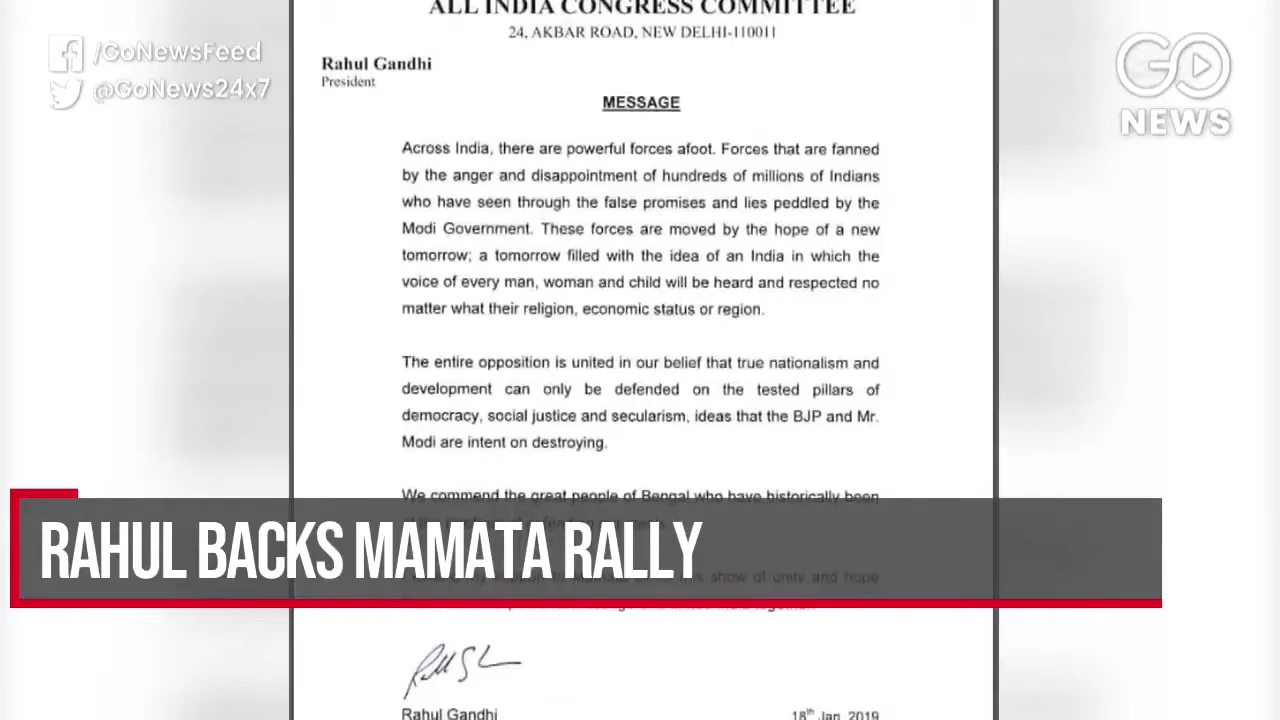 ALL INDIA CONGRESS COMMITTEE
24, AKBAR ROAD, NEW DELHI-110011
/GoNewsFeed
@GoNews24x7
GO
NEWS
Rahul Gandhi
President
MESSAGE
Across India, there are powerful forces afoot. Forces that are fanned
by the anger and disappointment of hundreds of millions of Indians
who have seen through the false promises and lies peddled by the
Modi Government. These forces are moved by the hope of a new
tomorrow; a tomorrow filled with the idea of an India in which the
voice of every man, woman and child will be heard and respected no
matter what their religion, economic status or region.
The entire opposition is united in our belief that true nationalism and
development can only be defended on the tested pillars of
democracy, social justice and secularism, ideas that the BJP and Mr.
Modi are intent on destroying.
We commend the great people of Bengal who have historically been
RAHUL BACKS MAMATA RALLY
show of unity and hope
Rahul Gandhi
18th Jan, 2019